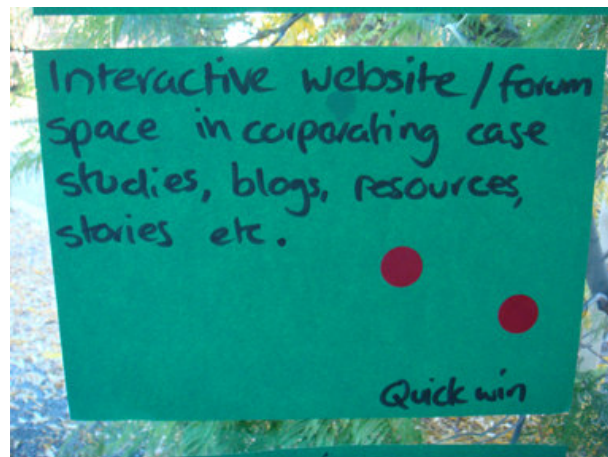 Interactive website/forum
space incorporating case
studies, blogs, resources,
stories etc.
Quick win